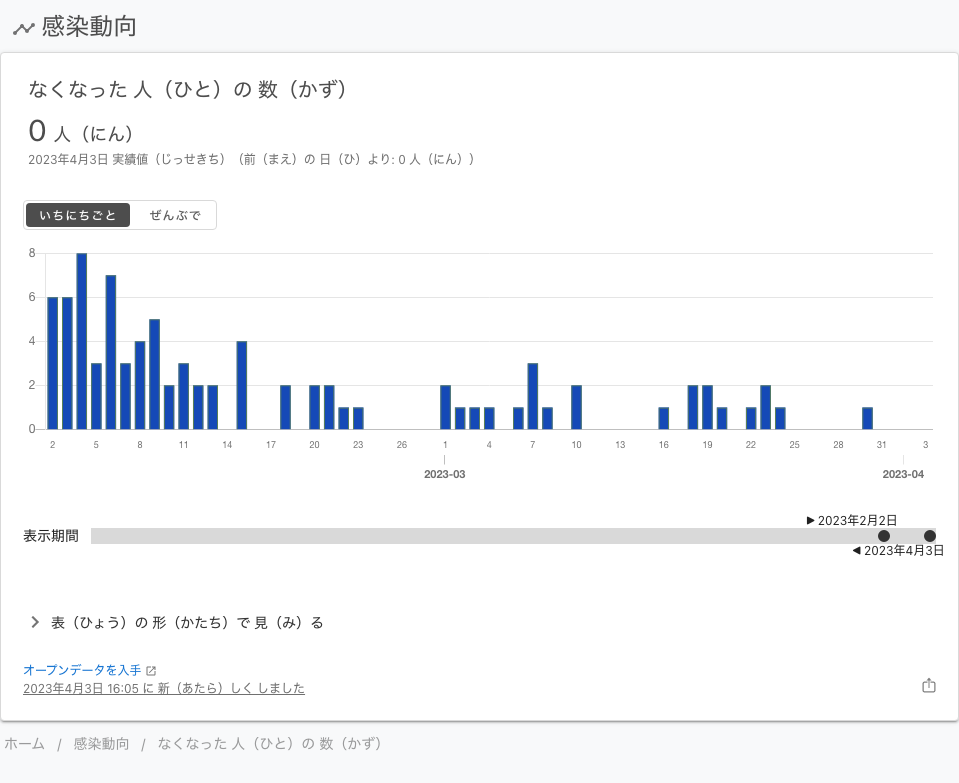 感染動向
なくなった 人（ひと）の 数（かず）
0 人（にん）
2023年4月3日 実績値（じっせきち）（前（まえ）の 日（ひ）より: 0 人（にん））
いちにちごと ぜんぶで
8
6
4
2
0
2 5 8 11 14 17 20 23 26 1 4 7 10 13 16 19 22 25 28 31 3
2023-03 2023-04
▶ 2023年2月2日
表示期間
◀ 2023年4月3日
表（ひょう）の 形（かたち）で 見（み）る
オープンデータを入手
2023年4月3日 16:05 に 新（あたら）しく しました
ホーム / 感染動向 / なくなった 人（ひと）の 数（かず）